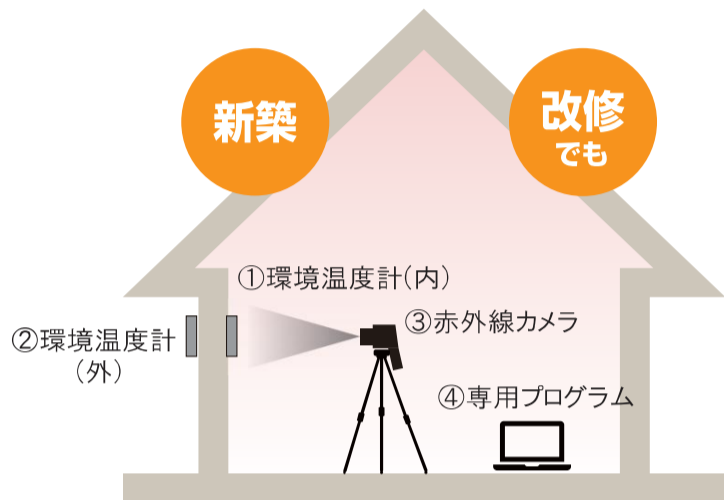 新築
改修
でも
①環境温度計(内)
②環境温度計
(外)
③赤外線カメラ
④専用プログラム